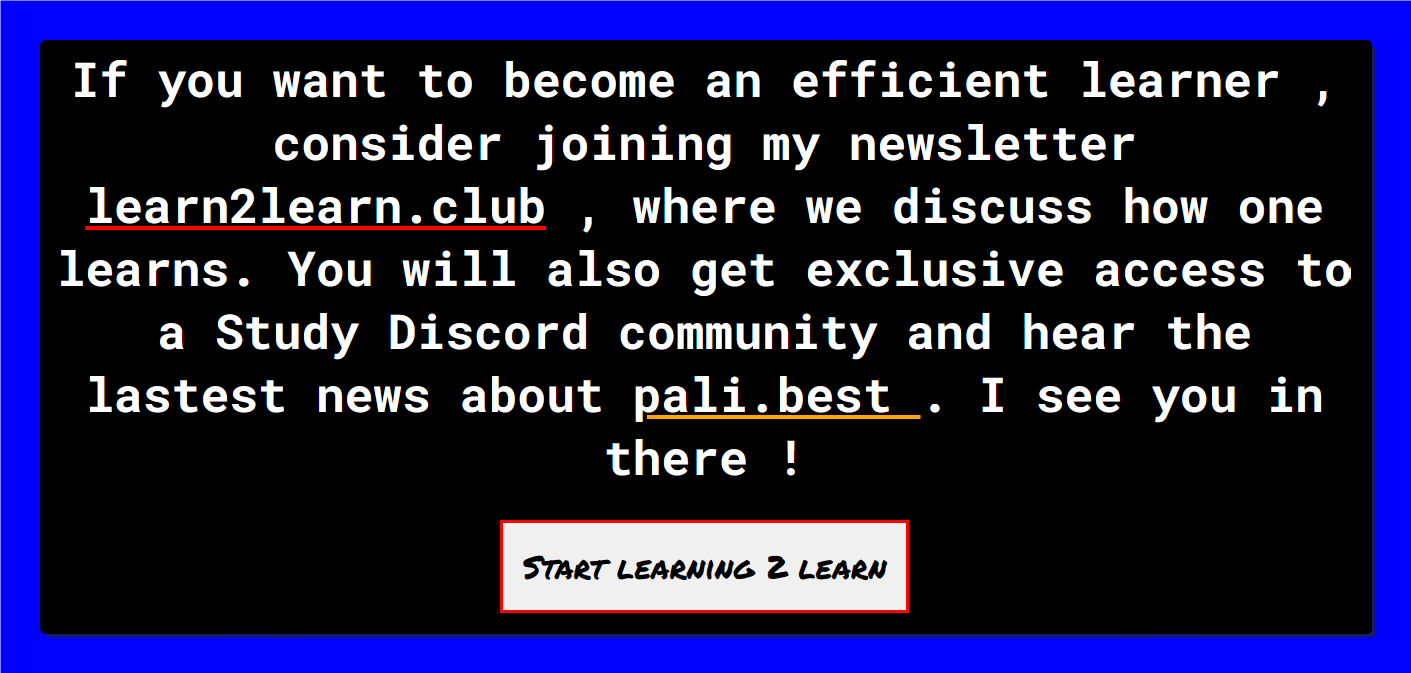 If you want to become an efficient learner ,
consider joining my newsletter
learn2learn.club , where we discuss how one
learns. You will also get exclusive access to
a Study Discord community and hear the
lastest news about pali.best . I see you in
there !
Start learning 2 learn